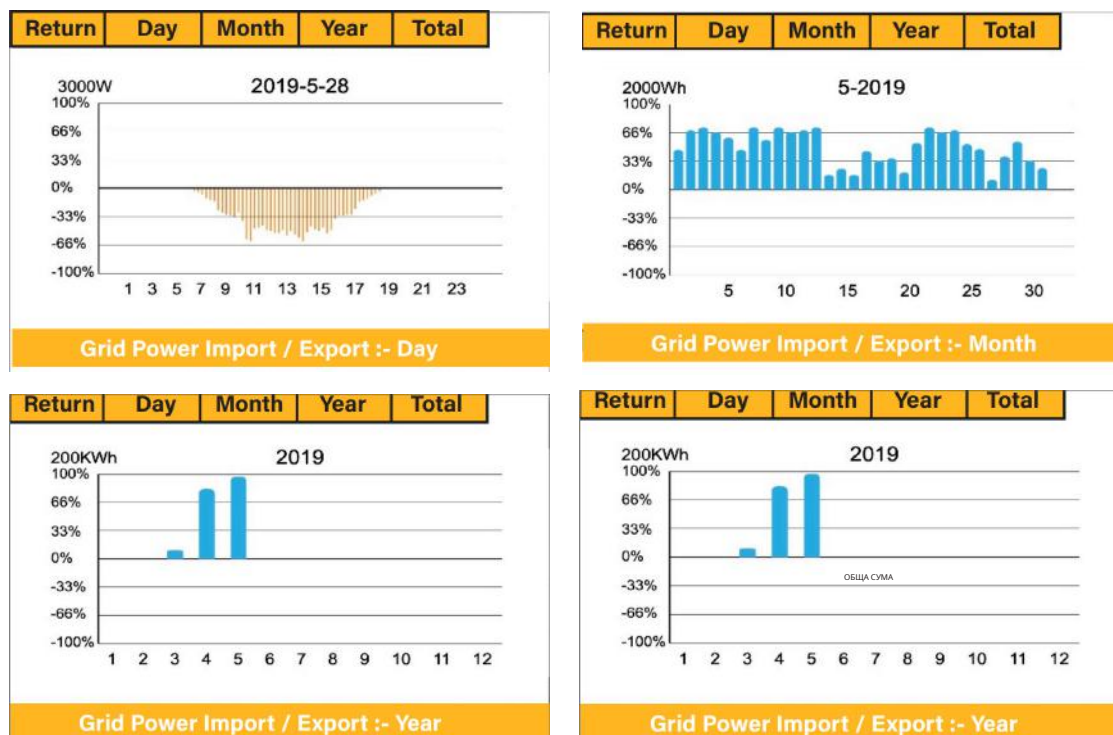 Return Day Month Year Total
3000W 2019-5-28
100%
66%
33%
0%
-33%
-66%
-100%
1 3 5 7 9 11 13 15 17 19 21 23
Grid Power Import / Export :- Day
Return Day Month Year Total
2000Wh 5-2019
100%
66%
33%
0%
-33%
-66%
-100%
5 10 15 20 25 30
Grid Power Import / Export :- Month
Return Day Month Year Total
200KWh 2019
100%
66%
33%
0%
-33%
-66%
-100%
1 2 3 4 5 6 7 8 9 10 11 12
Grid Power Import / Export :- Year
Return Day Month Year Total
200KWh 2019
100%
66%
33%
0%
ОБЩА СУМА
-33%
-66%
-100%
1 2 3 4 5 6 7 8 9 10 11 12
Grid Power Import / Export :- Year